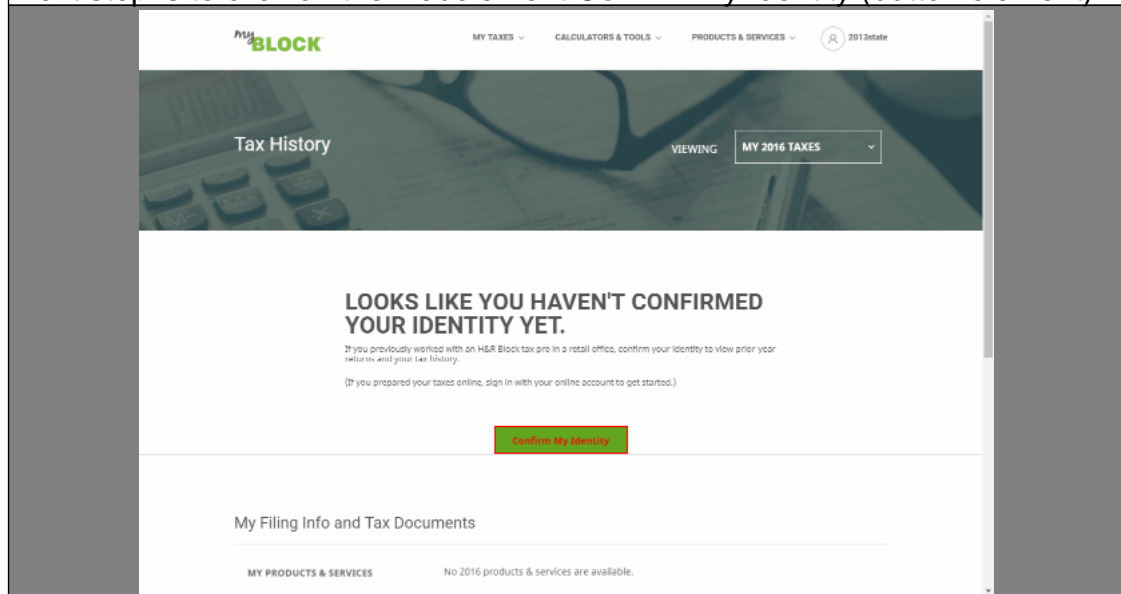 my BLOCK
MY TAXES
CALCULATORS & TOOLS
PRODUCTS & SERVICES
2013state
Tax History
VIEWING
MY 2016 TAXES
LOOKS LIKE YOU HAVEN'T CONFIRMED
YOUR IDENTITY YET.
If you previously worked with an H&R Block tax pro in a retail office, confirm your identity to view prior year
returns and your tax history.
(If you prepared your taxes online, sign in with your online account to get started.)
Confirm My Identity
My Filing Info and Tax Documents
MY PRODUCTS & SERVICES
No 2016 products & services are available.